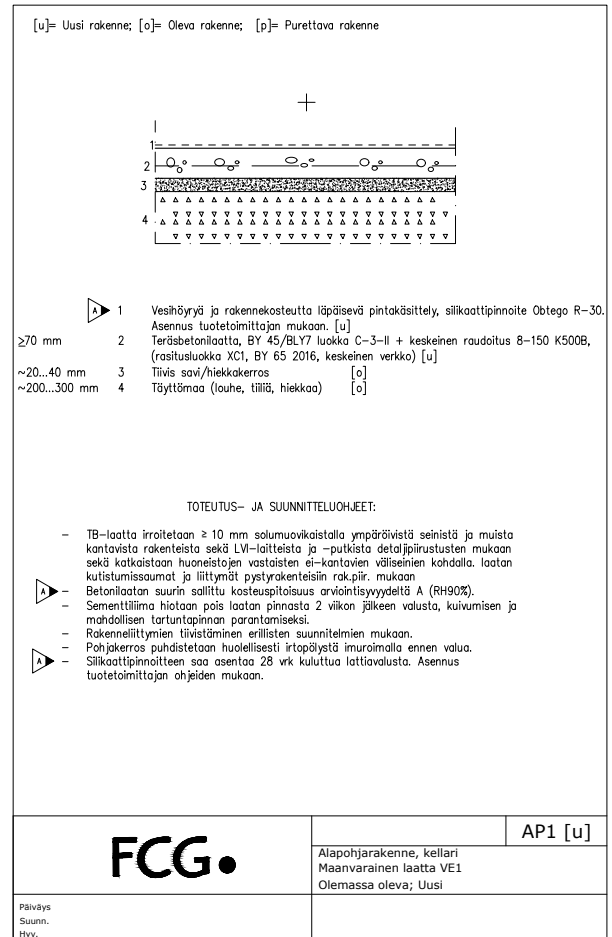 [u]= Uusi rakenne; [o]= Oleva rakenne; [p]= Purettava rakenne
1
2
3
4
A 1 Vesihöyryä ja rakennekosteutta läpäisevä pintakäsittely, silikaattipinnoite Obtego R-30.
Asennus tuotetoimittajan mukaan. [u]
≥70 mm 2 Teräsbetonilaatta, BY 45/BLY7 luokka C-3-II + keskeinen raudoitus 8-150 K500B,
(rasitusluokka XC1, BY 65 2016, keskeinen verkko) [u]
~20...40 mm 3 Tiivis savi/hiekkakerros [o]
~200...300 mm 4 Täyttömaa (louhe, tiiliä, hiekkaa) [o]
TOTEUTUS- JA SUUNNITTELUOHJEET:
- TB-laatta irroitetaan ≥ 10 mm solumuovikaistalla ympäröivistä seinistä ja muista
kantavista rakenteista sekä LVI-laitteista ja -putkista detaljipiirustusten mukaan
sekä katkaistaan huoneistojen vastaisten ei-kantavien väliseinien kohdalla. laatan
kutistumissaumat ja liittymät pystyrakenteisiin rak.piir. mukaan
A - Betonilaatan suurin sallittu kosteuspitoisuus arviointisyvyydeltä A (RH90%).
- Sementtiliima hiotaan pois laatan pinnasta 2 viikon jälkeen valusta, kuivumisen ja
mahdollisen tartuntapinnan parantamiseksi.
- Rakenneliittymien tiivistäminen erillisten suunnitelmien mukaan.
- Pohjakerros puhdistetaan huolellisesti irtopölystä imuroimalla ennen valua.
A - Silikaattipinnoitteen saa asentaa 28 vrk kuluttua lattiavalusta. Asennus
tuotetoimittajan ohjeiden mukaan.
FCG
AP1 [u]
Alapohjarakenne, kellari
Maanvarainen laatta VE1
Olemassa oleva; Uusi
Päiväys
Suunn.
Hyv.